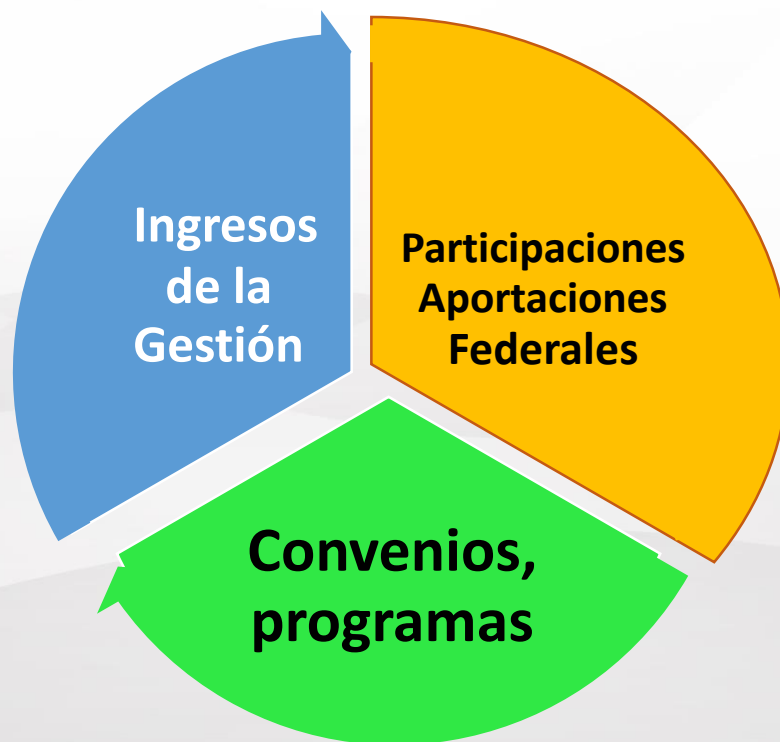 Ingresos
de la
Gestión
Participaciones
Aportaciones
Federales
Convenios,
programas